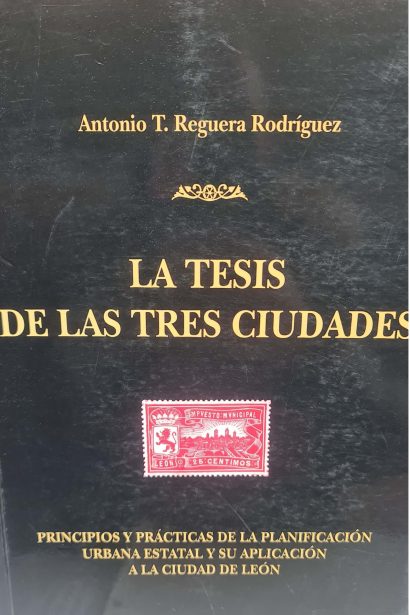 Antonio T. Reguera Rodríguez
LA TESIS
DE LAS TRES CIUDADES
IMPUESTO MUNICIPAL
LEÓN
25 CENTIMOS
PRINCIPIOS Y PRÁCTICAS DE LA PLANIFICACIÓN
URBANA ESTATAL Y SU APLICACIÓN
A LA CIUDAD DE LEÓN